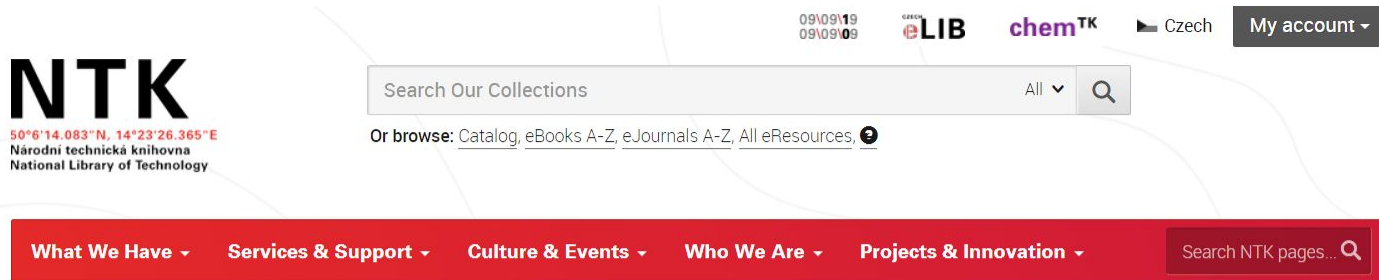 09\09\19
09\09\09
CZECH
eLIB
chemTK
Czech
My account
NTK
50°6'14.083"N, 14°23'26.365"E
Národní technická knihovna
National Library of Technology
Search Our Collections
All
Or browse: Catalog, eBooks A-Z, eJournals A-Z, All eResources, ?
What We Have
Services & Support
Culture & Events
Who We Are
Projects & Innovation
Search NTK pages...